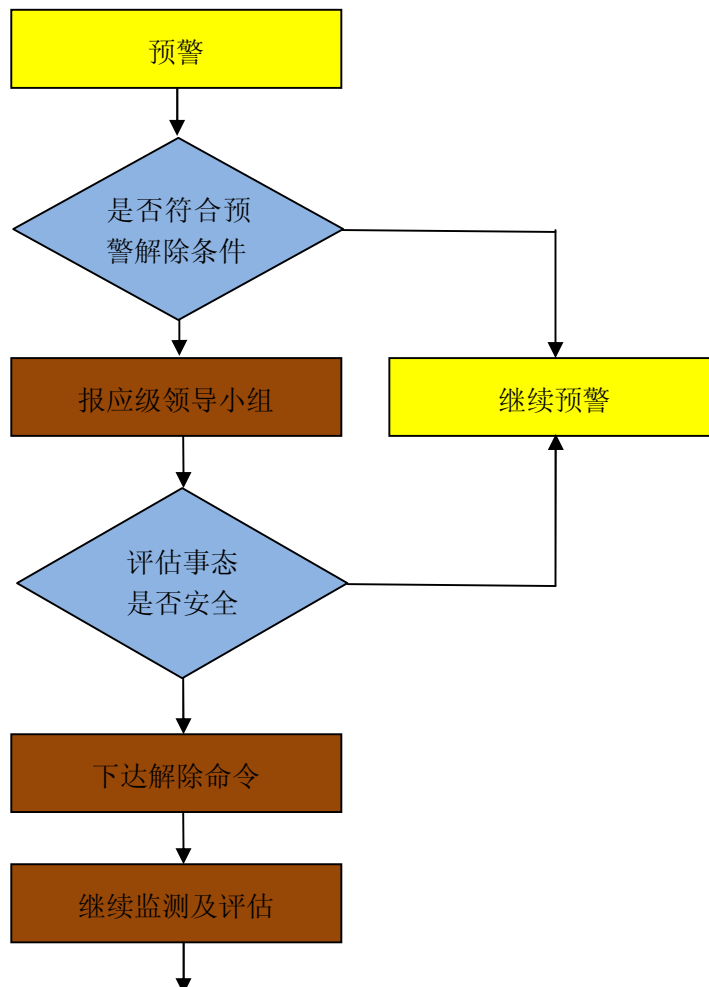 预警
是否符合预
警解除条件
报应级领导小组
继续预警
评估事态
是否安全
下达解除命令
继续监测及评估